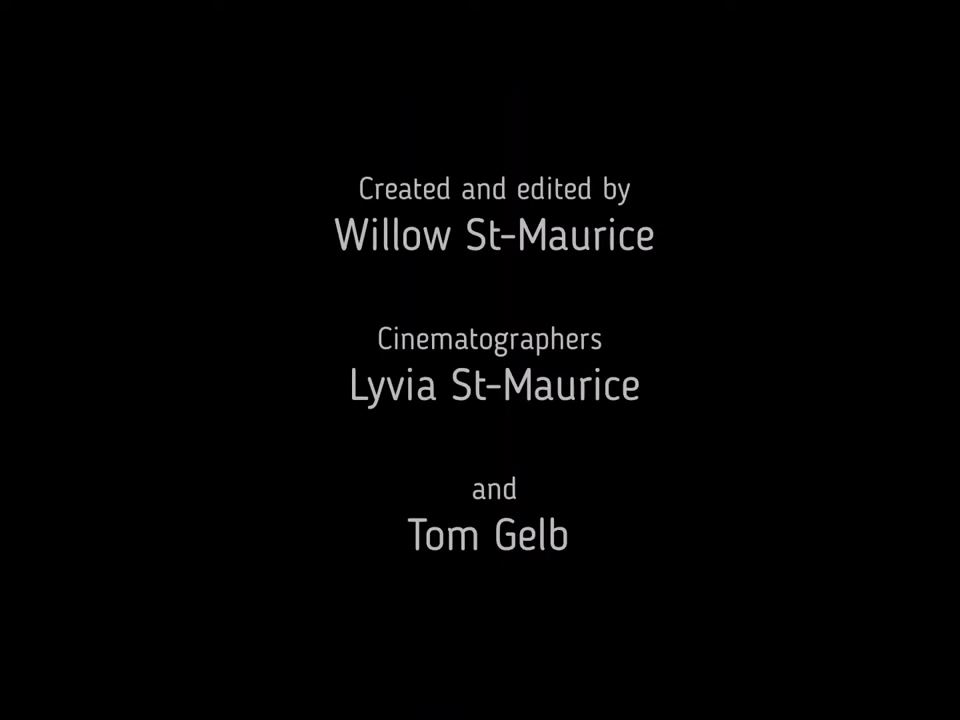 Created and edited by
Willow St-Maurice
Cinematographers
Lyvia St-Maurice
and
Tom Gelb